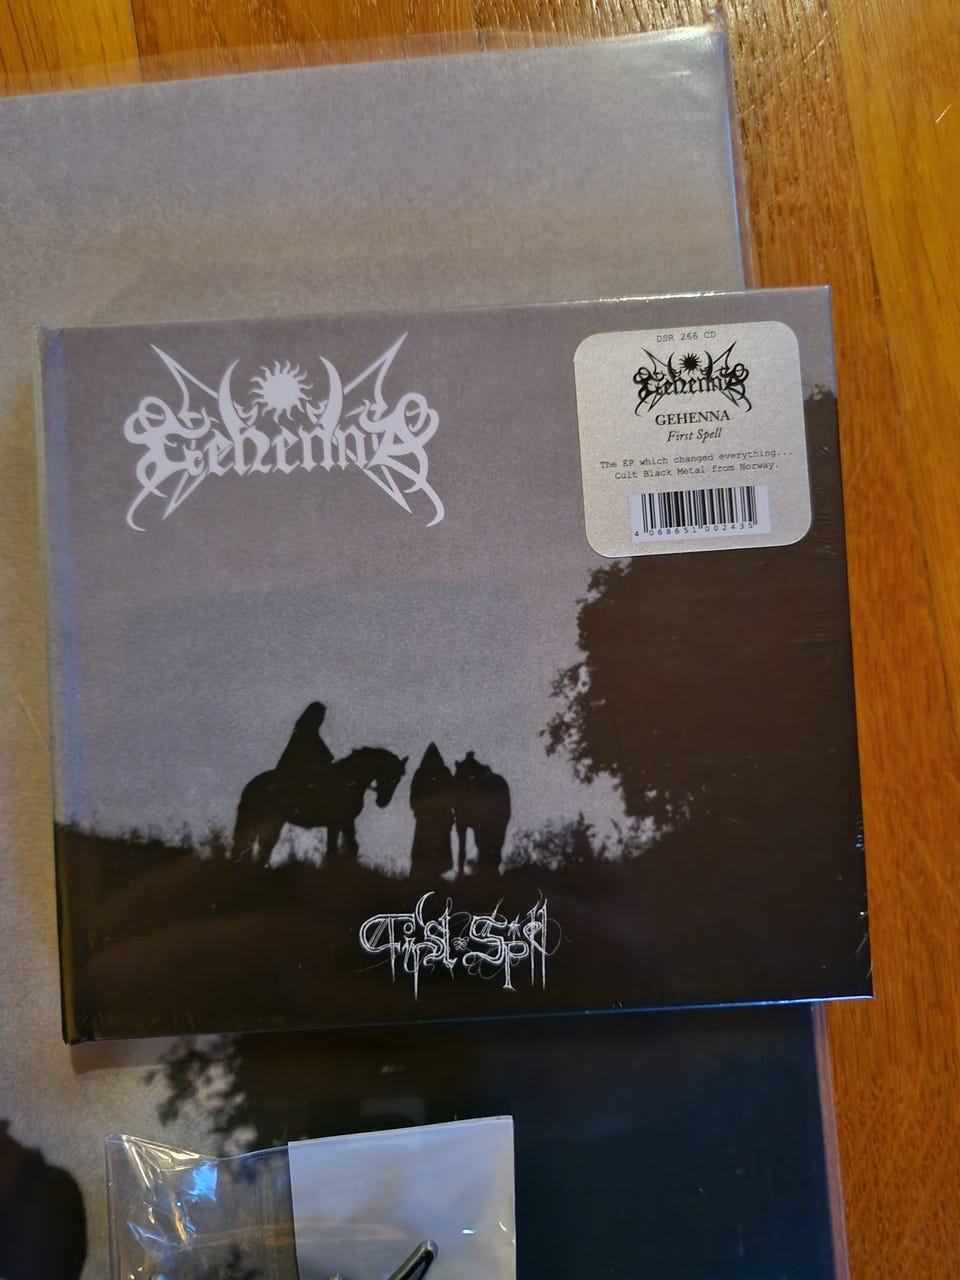 Gehenna
DSR 266 CD
Gehenna
GEHENNA
First Spell
The EP which changed everything...
Cult Black Metal from Norway.
4 068651 002435
First Spell